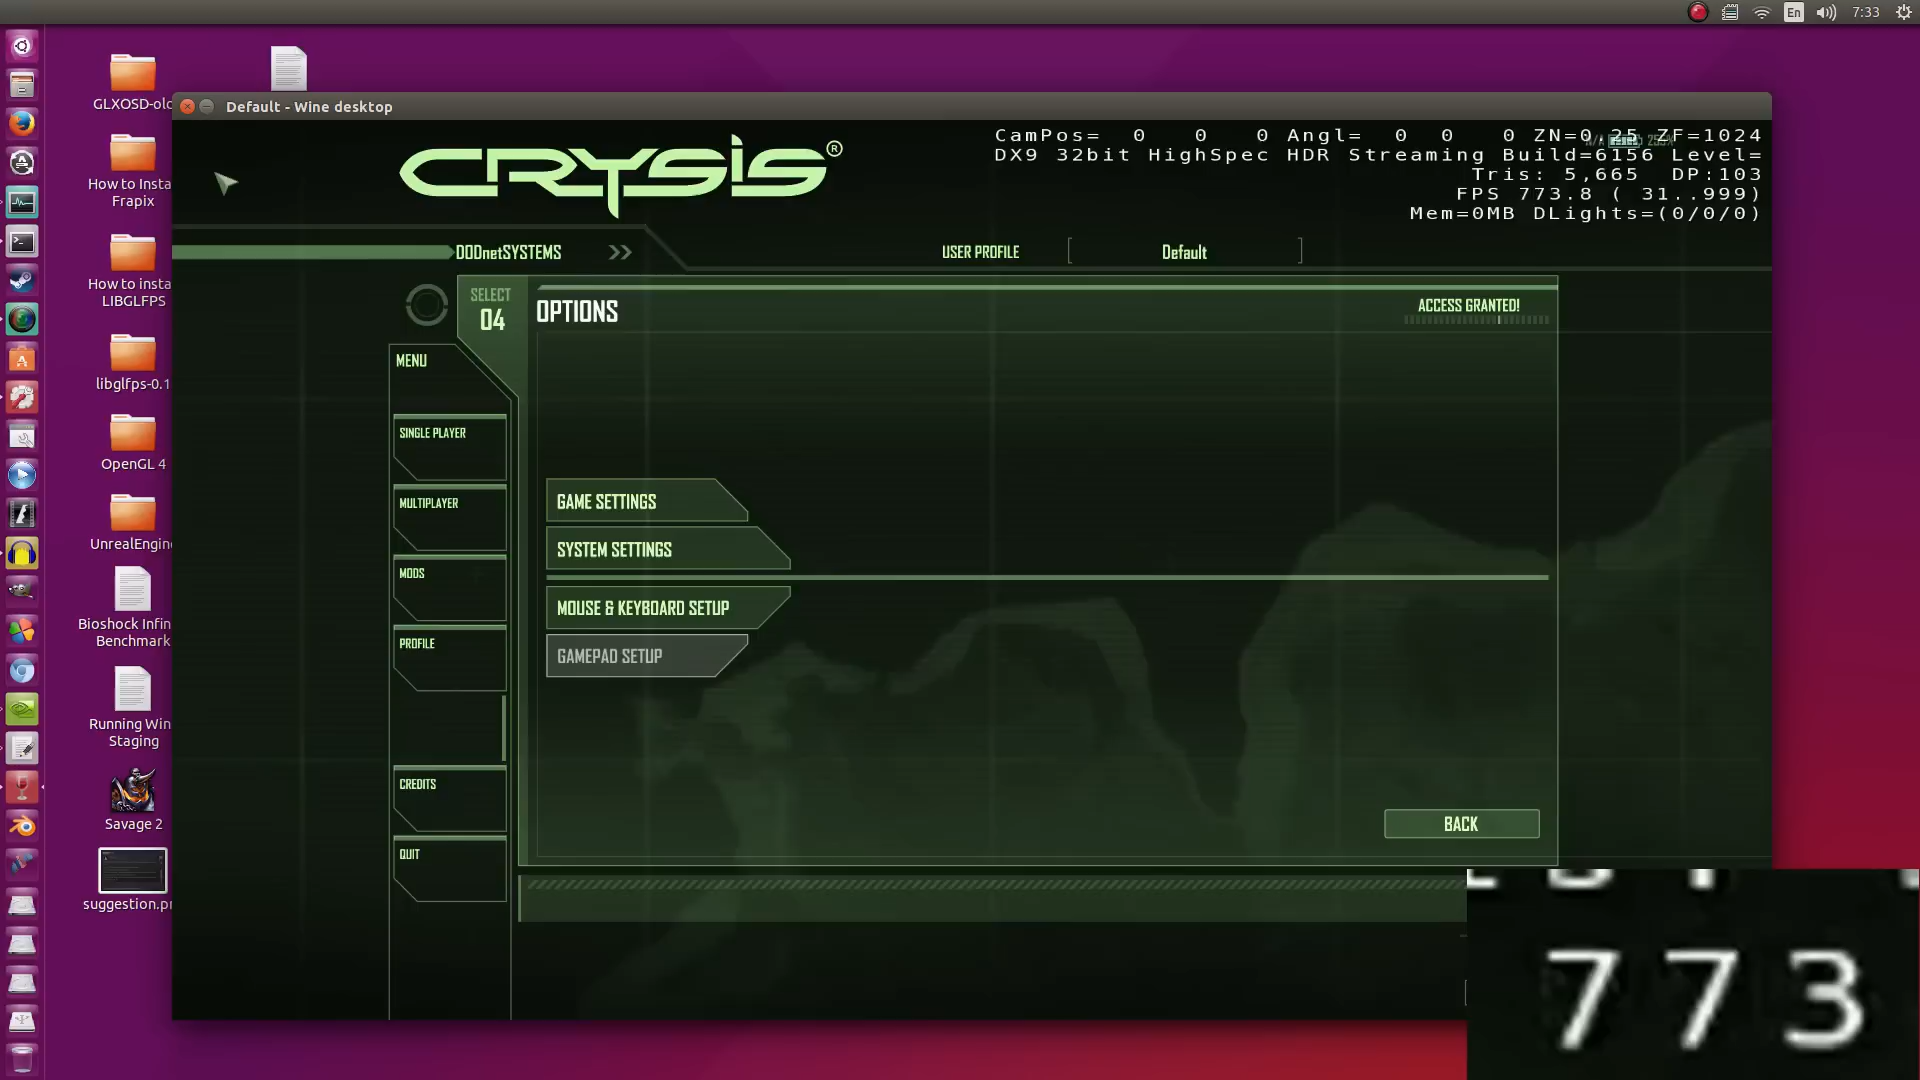 En
7:33
GLXOSD-old
How to Insta
Frapix
How to insta
LIBGLFPS
libglfps-0.1
OpenGL 4
UnrealEngin
Bioshock Infin
Benchmark
Running Win
Staging
Savage 2
suggestion.pr
Default - Wine desktop
CRYSIS®
CamPos= 0 0 0 Angl= 0 0 0 ZN=0.25 ZF=1024
DX9 32bit HighSpec HDR Streaming Build=6156 Level=
Tris: 5,665 DP:103
FPS 773.8 ( 31..999)
Mem=0MB DLights=(0/0/0)
DODnetSYSTEMS >>
USER PROFILE
Default
SELECT
04
OPTIONS
ACCESS GRANTED!
MENU
SINGLE PLAYER
MULTIPLAYER
MODS
PROFILE
CREDITS
QUIT
GAME SETTINGS
SYSTEM SETTINGS
MOUSE & KEYBOARD SETUP
GAMEPAD SETUP
BACK
773